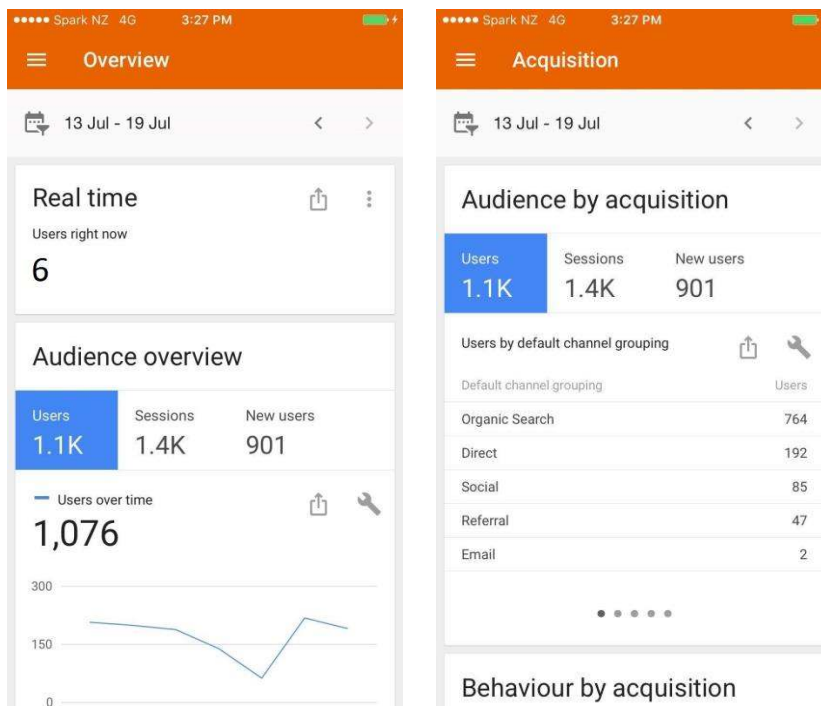 Spark NZ 4G 3:27 PM
Overview
13 Jul - 19 Jul
Real time
Users right now
6
Audience overview
Users Sessions New users
1.1K 1.4K 901
Users over time
1,076
300
150
0
Spark NZ 4G 3:27 PM
Acquisition
13 Jul - 19 Jul
Audience by acquisition
Users Sessions New users
1.1K 1.4K 901
Users by default channel grouping
Default channel grouping Users
Organic Search 764
Direct 192
Social 85
Referral 47
Email 2
Behaviour by acquisition